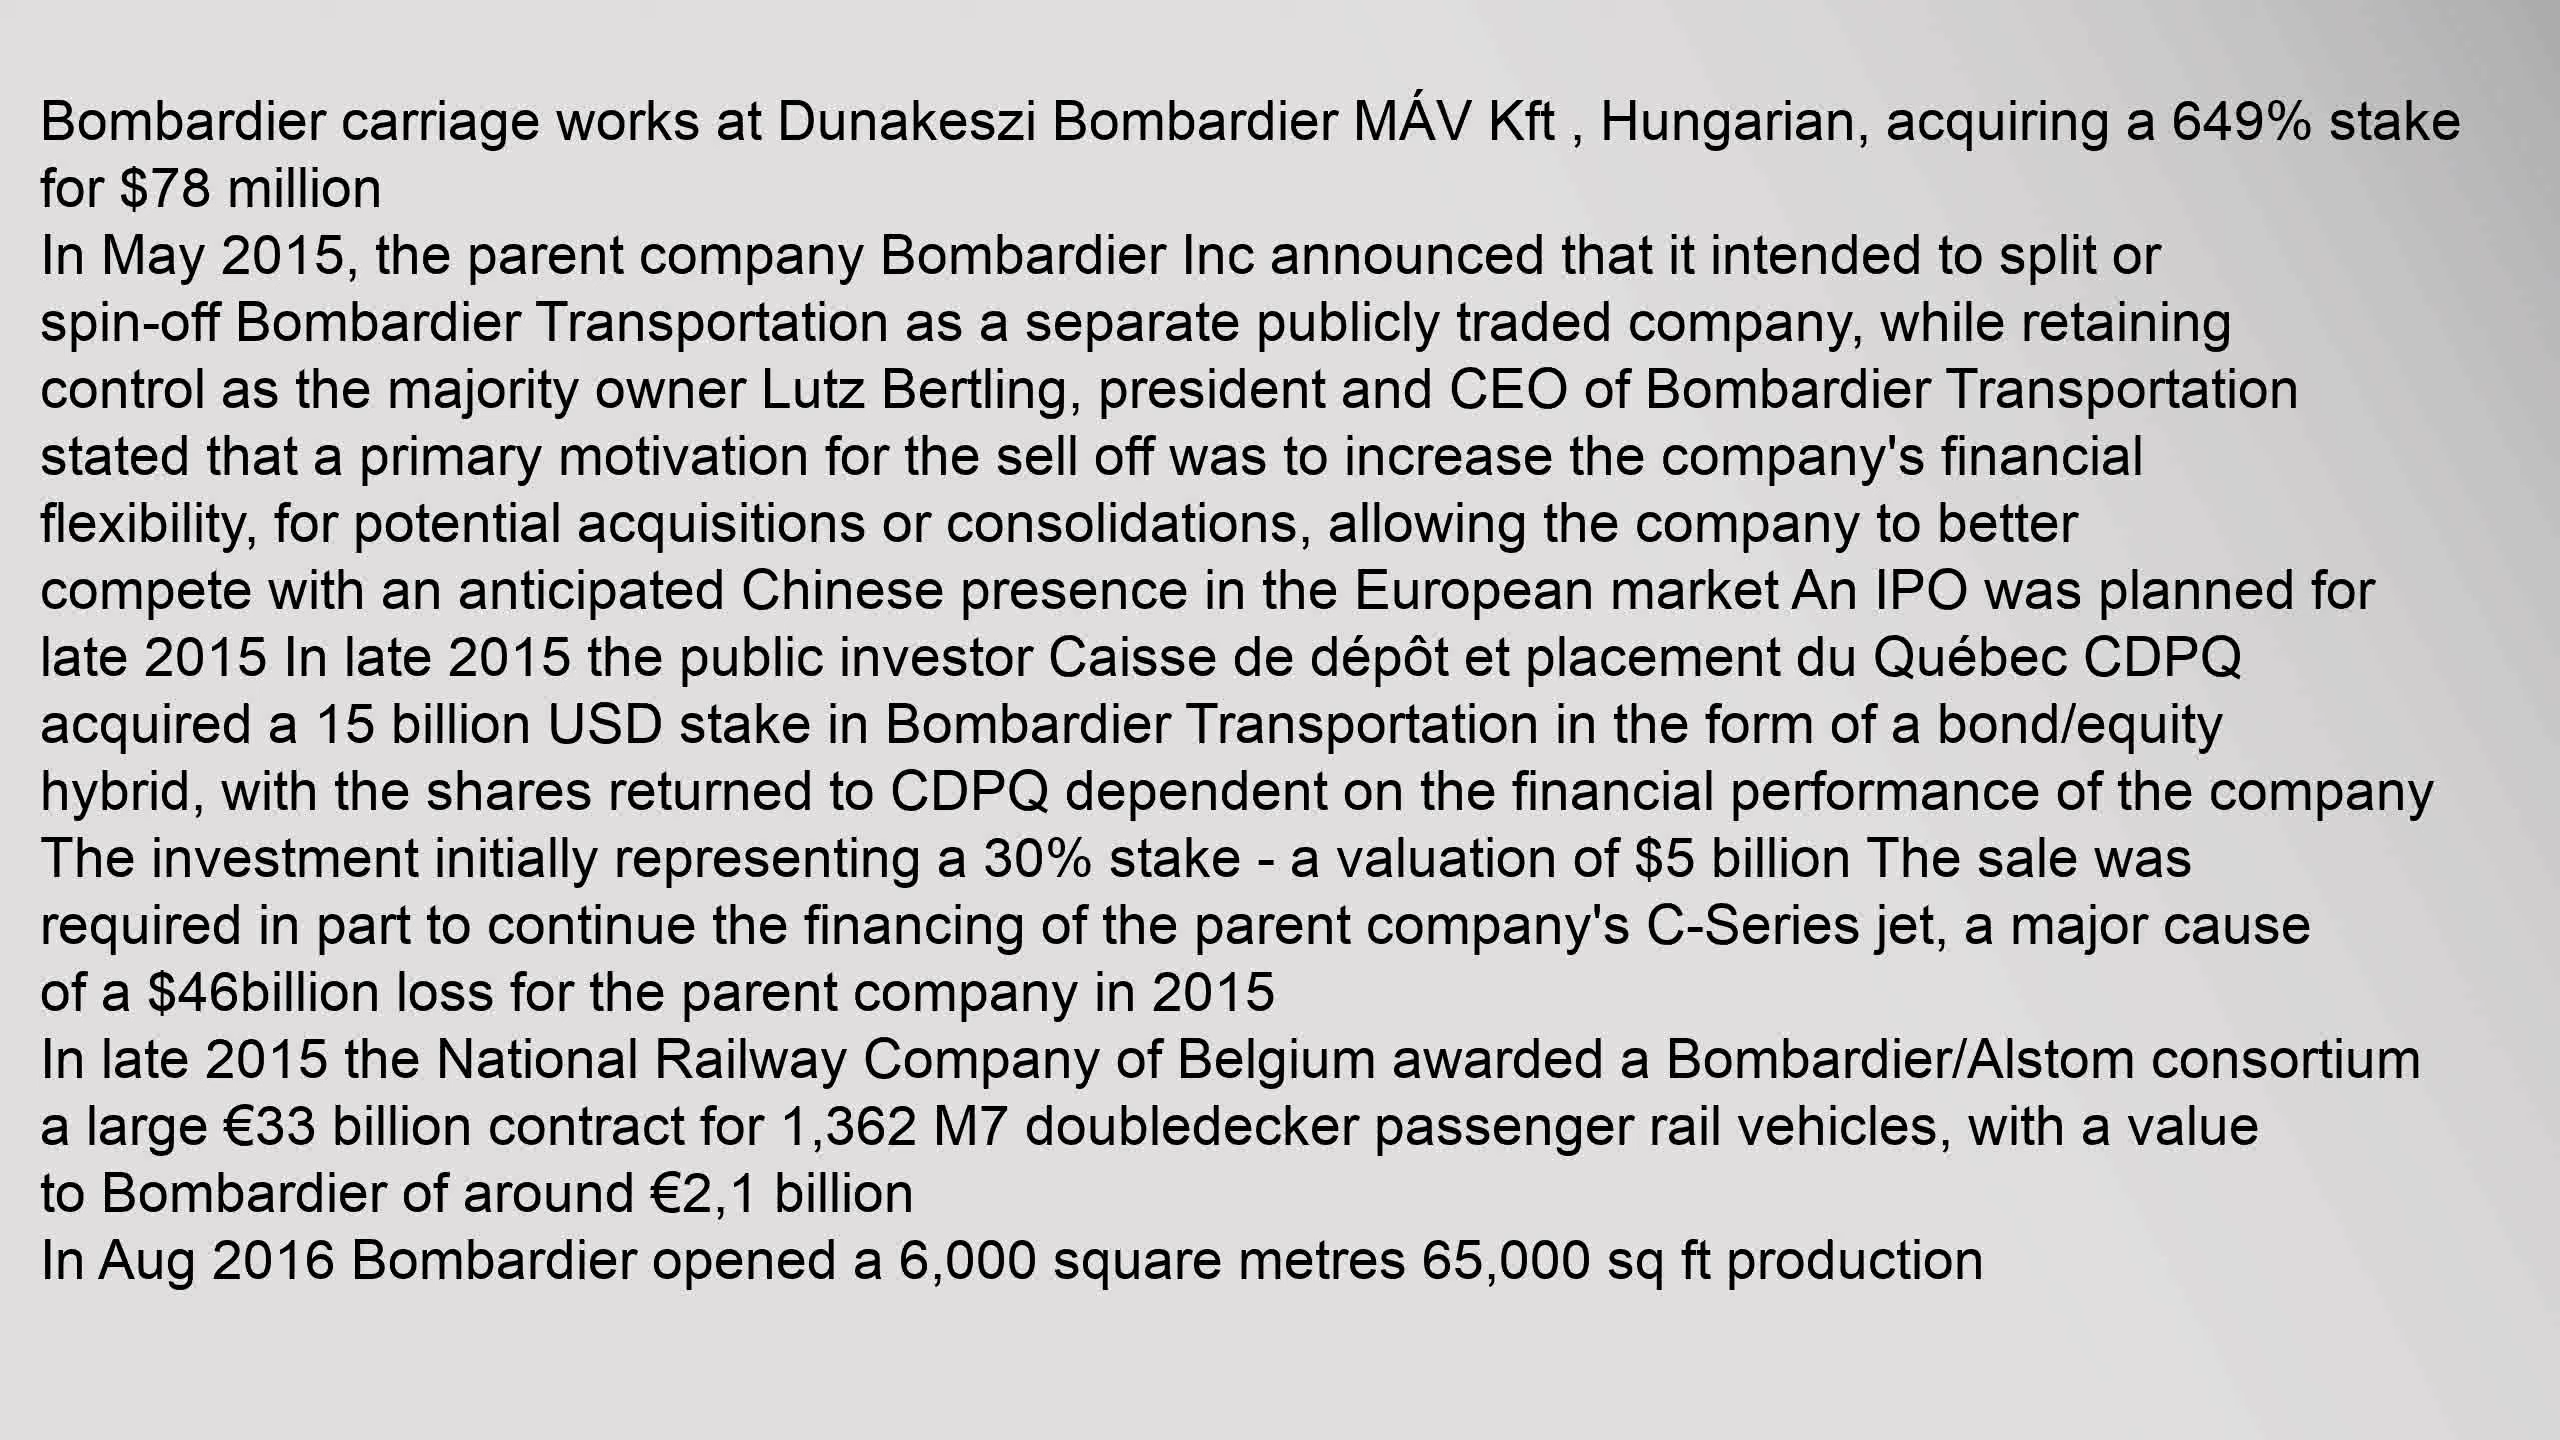 Bombardier carriage works at Dunakeszi Bombardier MÁV Kft , Hungarian, acquiring a 649% stake
for $78 million
In May 2015, the parent company Bombardier Inc announced that it intended to split or
spin-off Bombardier Transportation as a separate publicly traded company, while retaining
control as the majority owner Lutz Bertling, president and CEO of Bombardier Transportation
stated that a primary motivation for the sell off was to increase the company's financial
flexibility, for potential acquisitions or consolidations, allowing the company to better
compete with an anticipated Chinese presence in the European market An IPO was planned for
late 2015 In late 2015 the public investor Caisse de dépôt et placement du Québec CDPQ
acquired a 15 billion USD stake in Bombardier Transportation in the form of a bond/equity
hybrid, with the shares returned to CDPQ dependent on the financial performance of the company
The investment initially representing a 30% stake - a valuation of $5 billion The sale was
required in part to continue the financing of the parent company's C-Series jet, a major cause
of a $46billion loss for the parent company in 2015
In late 2015 the National Railway Company of Belgium awarded a Bombardier/Alstom consortium
a large €33 billion contract for 1,362 M7 doubledecker passenger rail vehicles, with a value
to Bombardier of around €2,1 billion
In Aug 2016 Bombardier opened a 6,000 square metres 65,000 sq ft production